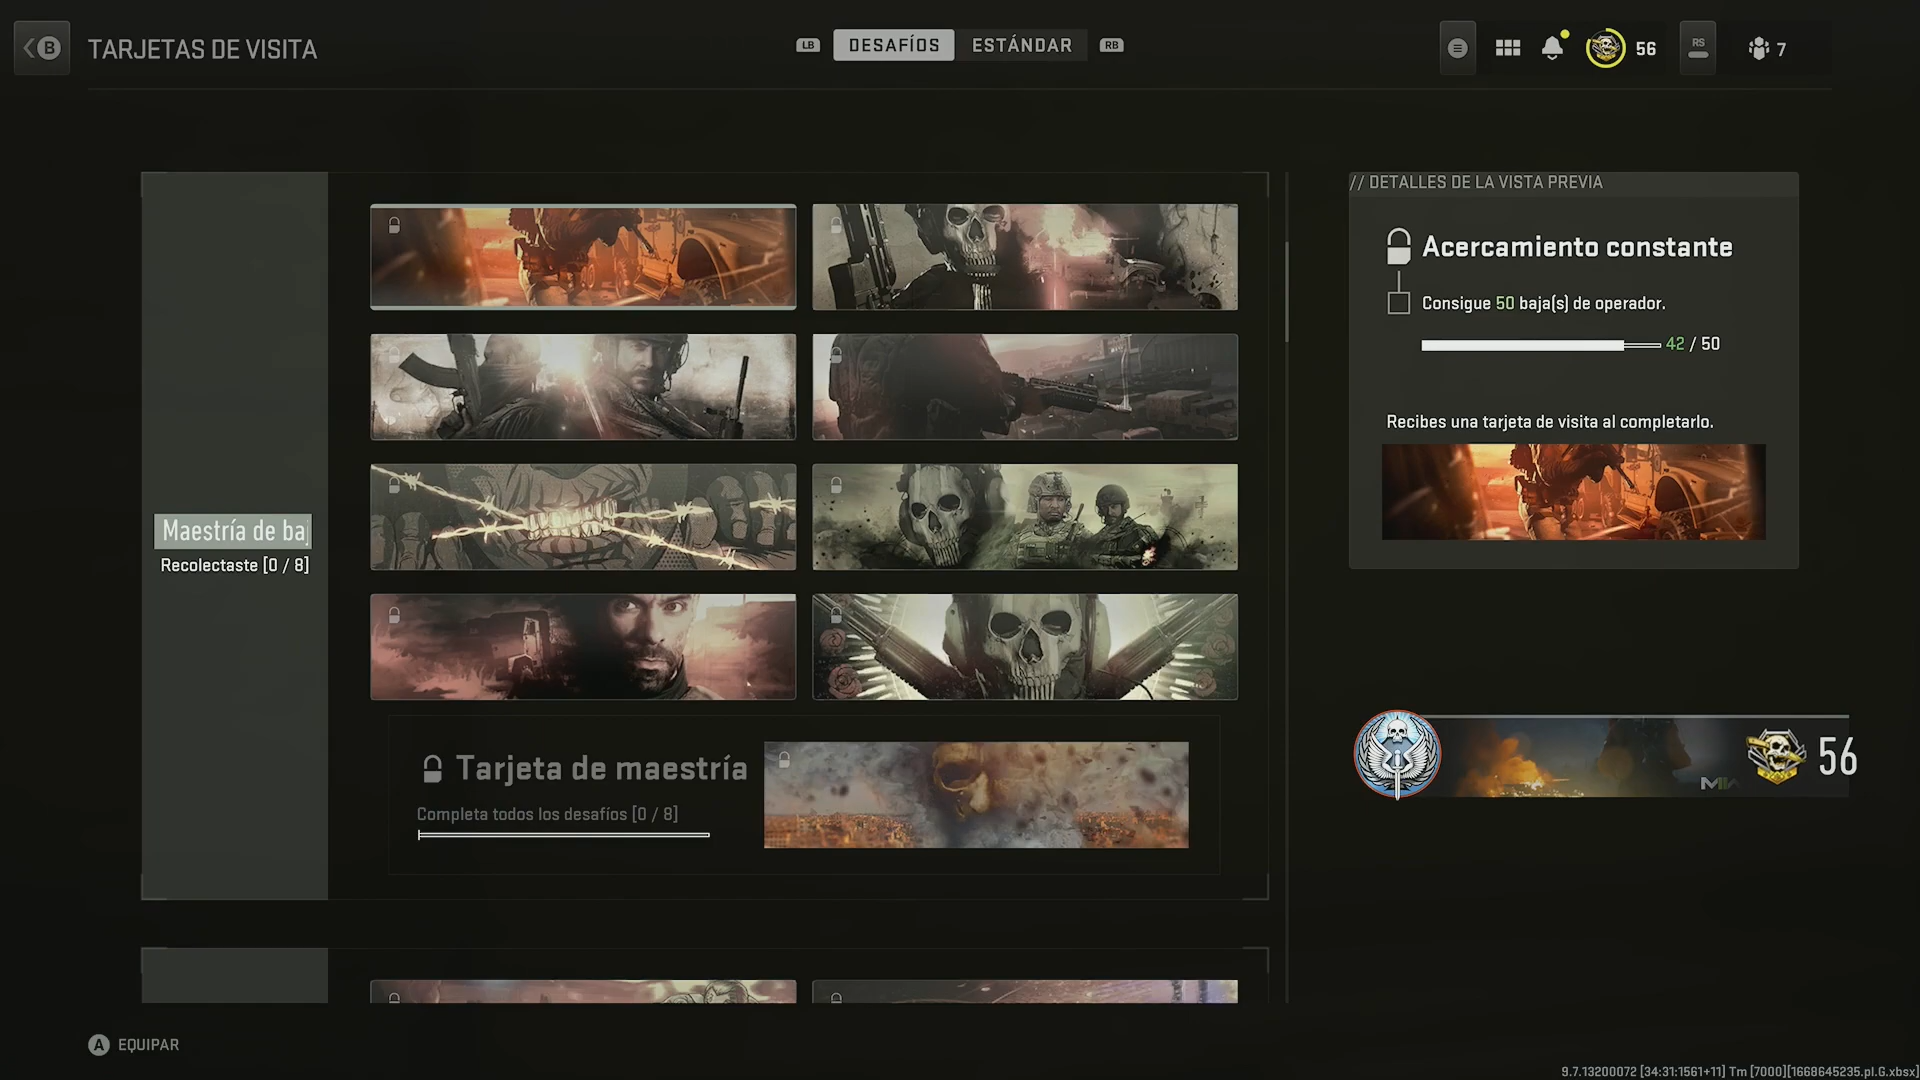 B TARJETAS DE VISITA
LB DESAFÍOS ESTÁNDAR RB
56
RS
7
// DETALLES DE LA VISTA PREVIA
Acercamiento constante
Consigue 50 baja(s) de operador.
42 / 50
Recibes una tarjeta de visita al completarlo.
Maestría de ba
Recolectaste [0 / 8]
Tarjeta de maestría
Completa todos los desafíos [0 / 8]
56
A EQUIPAR
9.7.13200072 [34:31:1561+11] Tm [7000][1668645235.pl.G.xbsx]